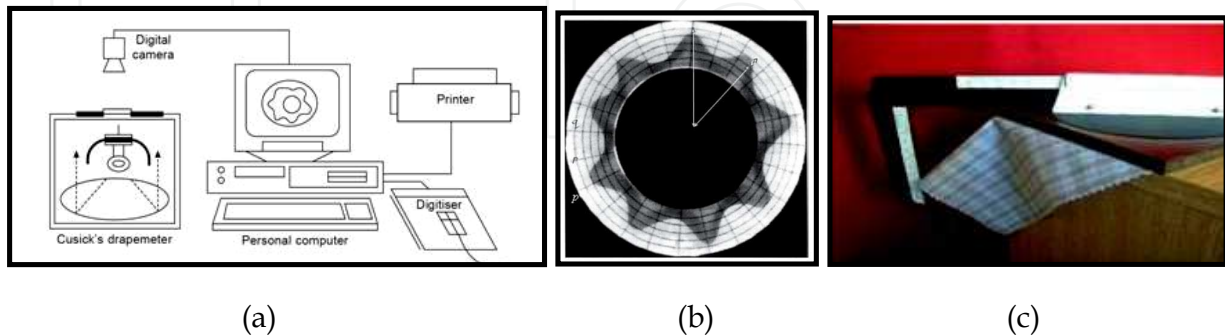 Digital
camera
Printer
Digitiser
Cusick's drapemeter
Personal computer
q
p
p
(a)
(b)
(c)